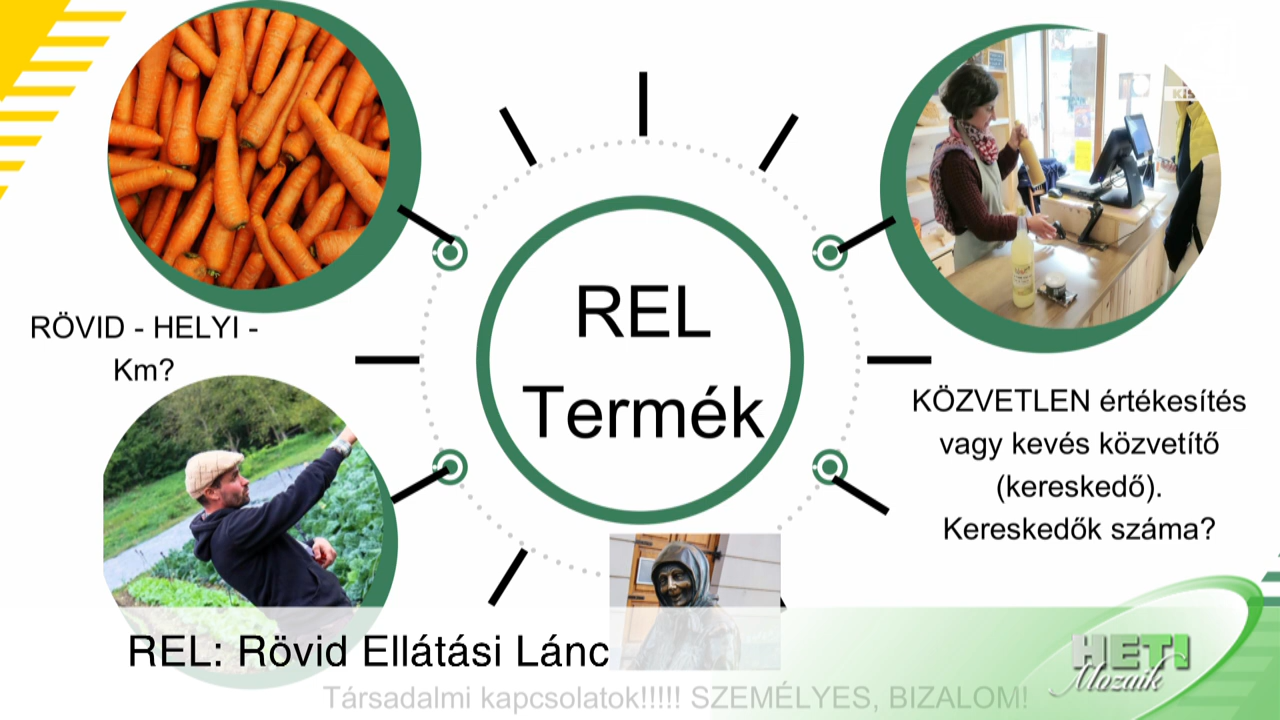 RÖVID - HELYI -
Km?
REL
Termék
KÖZVETLEN értékesítés
vagy kevés közvetítő
(kereskedő).
Kereskedők száma?
REL: Rövid Ellátási Lánc
Társadalmi kapcsolatok!!!!! SZEMÉLYES, BIZALOM!
HETI
Mozaik